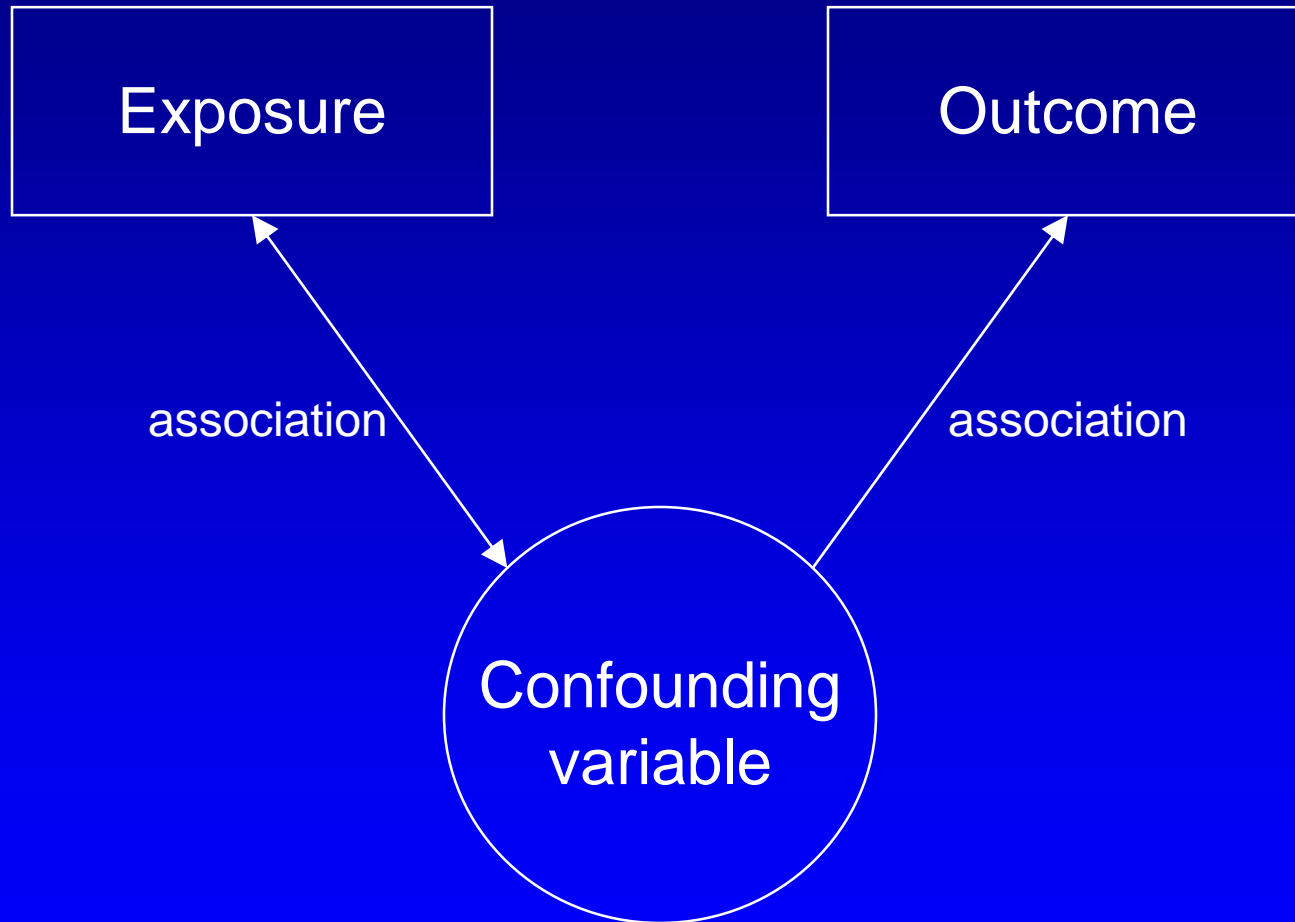 Exposure
Outcome
association
association
Confounding
variable